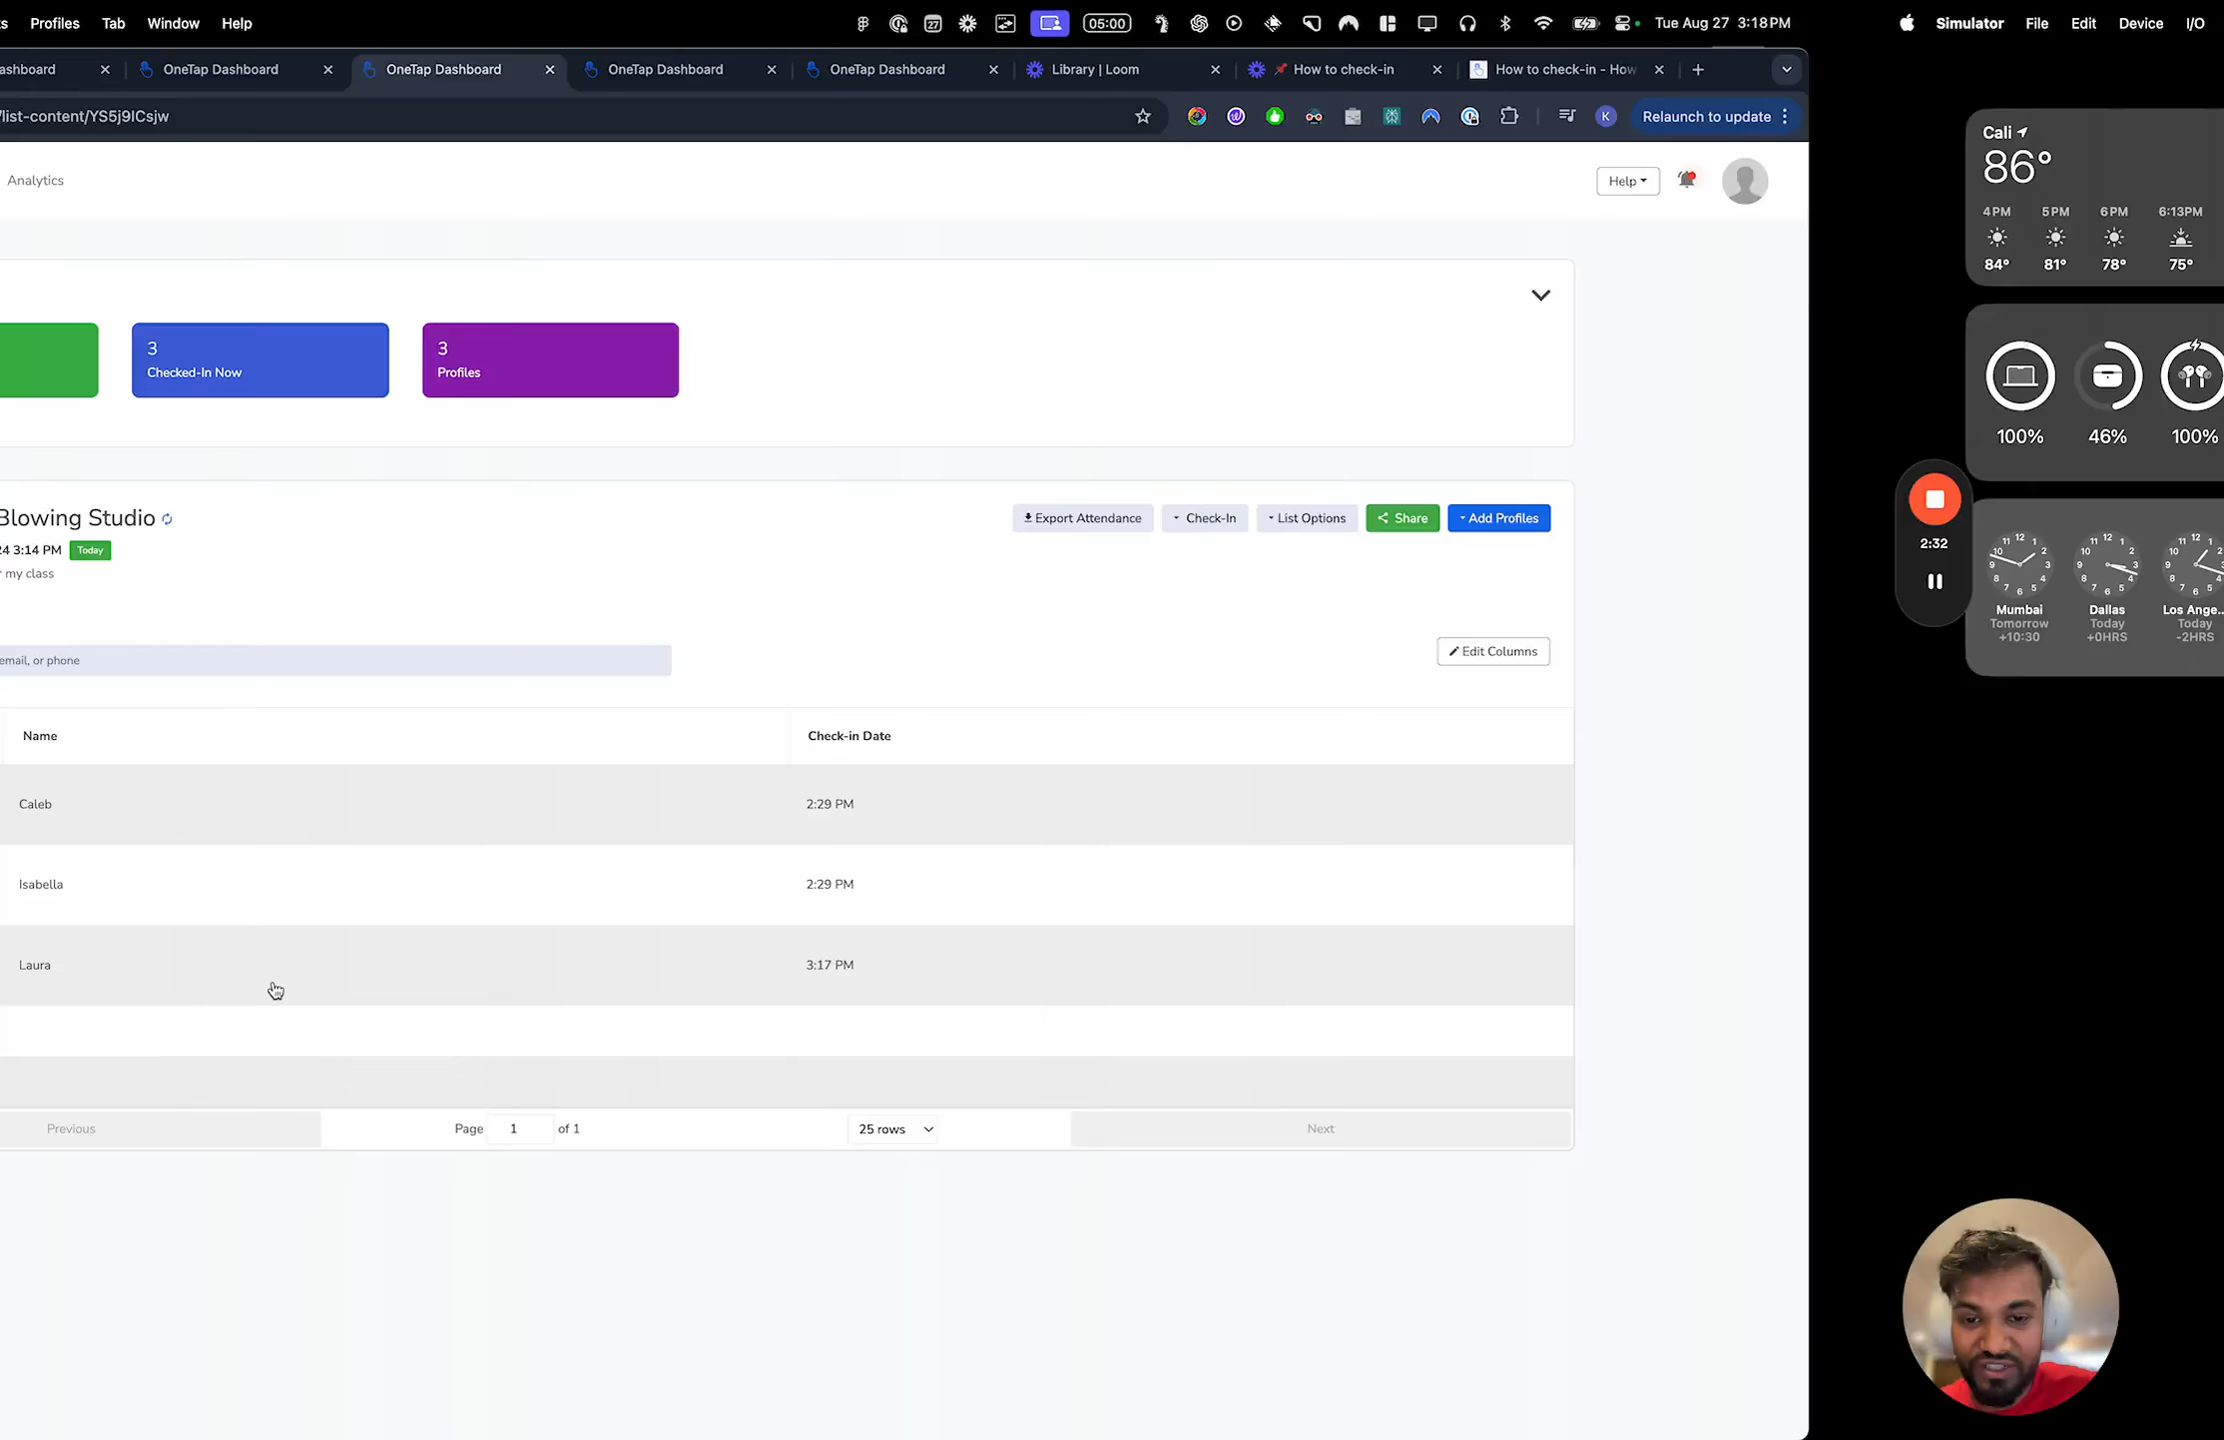 Profiles Tab Window Help
27
05:00
Tue Aug 27 3:18 PM
Simulator File Edit Device I/O
OneTap Dashboard
OneTap Dashboard
OneTap Dashboard
OneTap Dashboard
Library | Loom
How to check-in
How to check-in - How
/list-content/YS5j9ICsjw
K
Relaunch to update
Analytics
Help
3
Checked-In Now
3
Profiles
Blowing Studio
24 3:14 PM
Today
my class
Export Attendance
Check-In
List Options
Share
Add Profiles
email, or phone
Edit Columns
Name
Check-in Date
Caleb
2:29 PM
Isabella
2:29 PM
Laura
3:17 PM
Previous
Page 1 of 1
25 rows
Next
Cali
86°
4PM 5PM 6PM 6:13PM
84° 81° 78° 75°
100% 46% 100%
2:32
Mumbai Dallas Los Ange..
Tomorrow Today Today
+10:30 +0HRS -2HRS